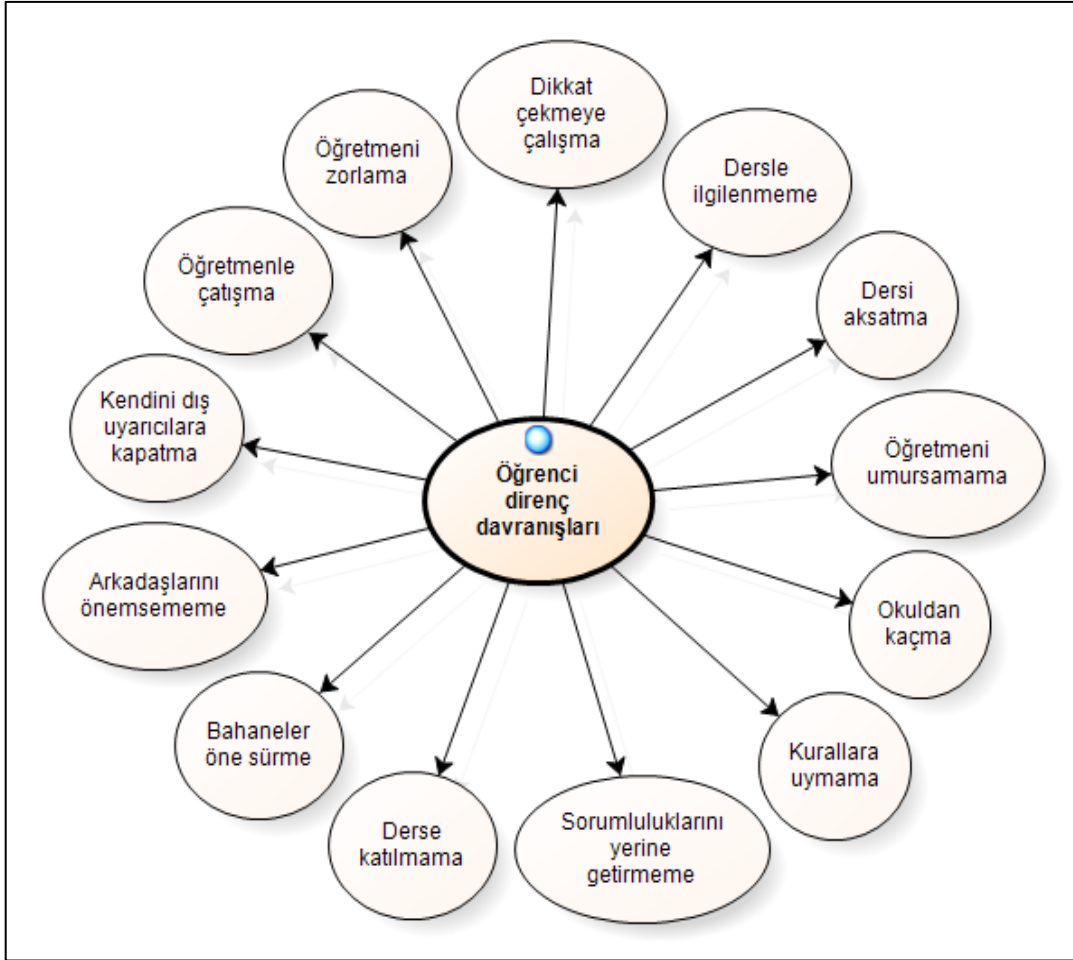 Dikkat
çekmeye
çalışma
Dersle
ilgilenmeme
Dersi
aksatma
Öğretmeni
umursamama
Okuldan
kaçma
Kurallara
uymama
Sorumluluklarını
yerine
getirmeme
Derse
katılmama
Bahaneler
öne sürme
Arkadaşlarını
önemsememe
Kendini dış
uyarıcılara
kapatma
Öğretmenle
çatışma
Öğretmeni
zorlama
Öğrenci
direnç
davranışları